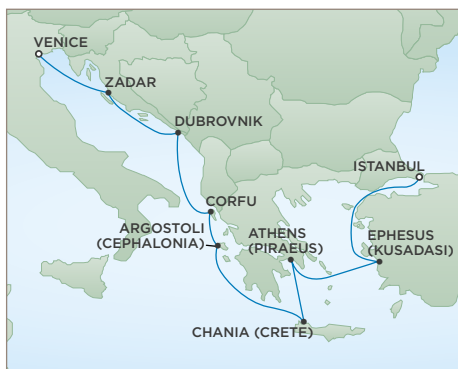 VENICE
ZADAR
DUBROVNIK
ISTANBUL
CORFU
ARGOSTOLI
(CEPHALONIA)
ATHENS
(PIRAEUS)
EPHESUS
(KUSADASI)
CHANIA (CRETE)